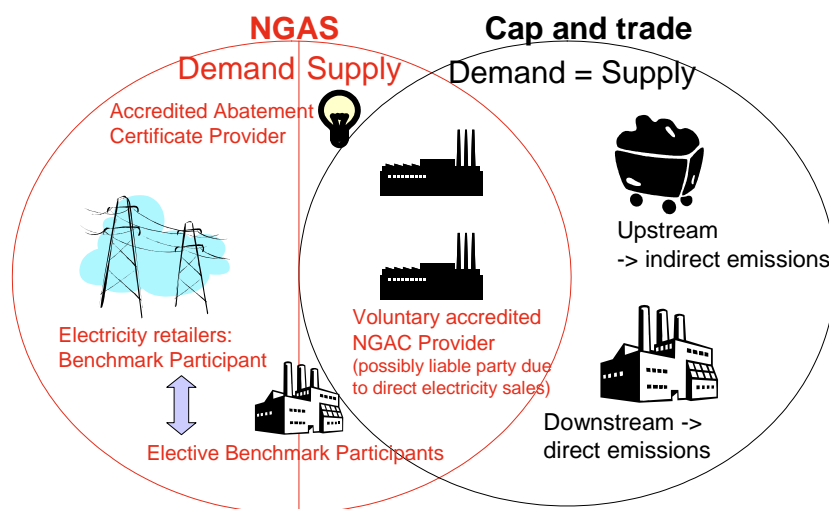 NGAS
Cap and trade
Demand Supply
Demand = Supply
Accredited Abatement
Certificate Provider
Upstream
-> indirect emissions
Electricity retailers:
Benchmark Participant
Voluntary accredited
NGAC Provider
(possibly liable party due
to direct electricity sales)
Downstream ->
direct emissions
Elective Benchmark Participants